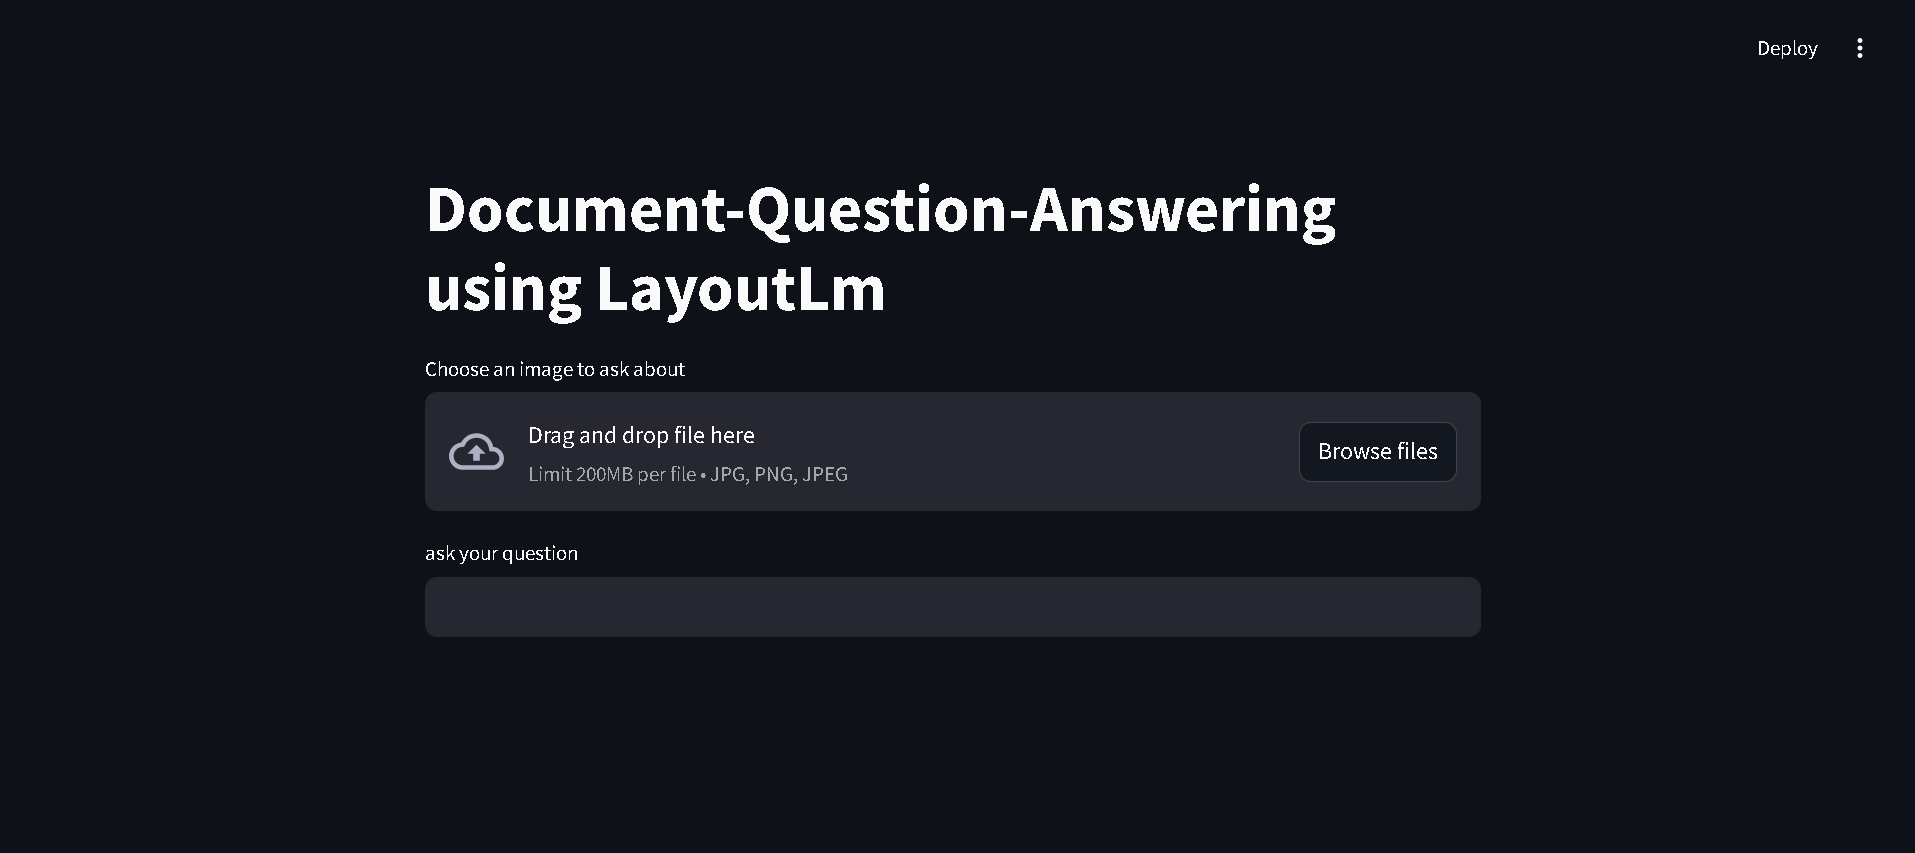 Deploy
Document-Question-Answering
using LayoutLm
Choose an image to ask about
Drag and drop file here
Limit 200MB per file • JPG, PNG, JPEG
Browse files
ask your question